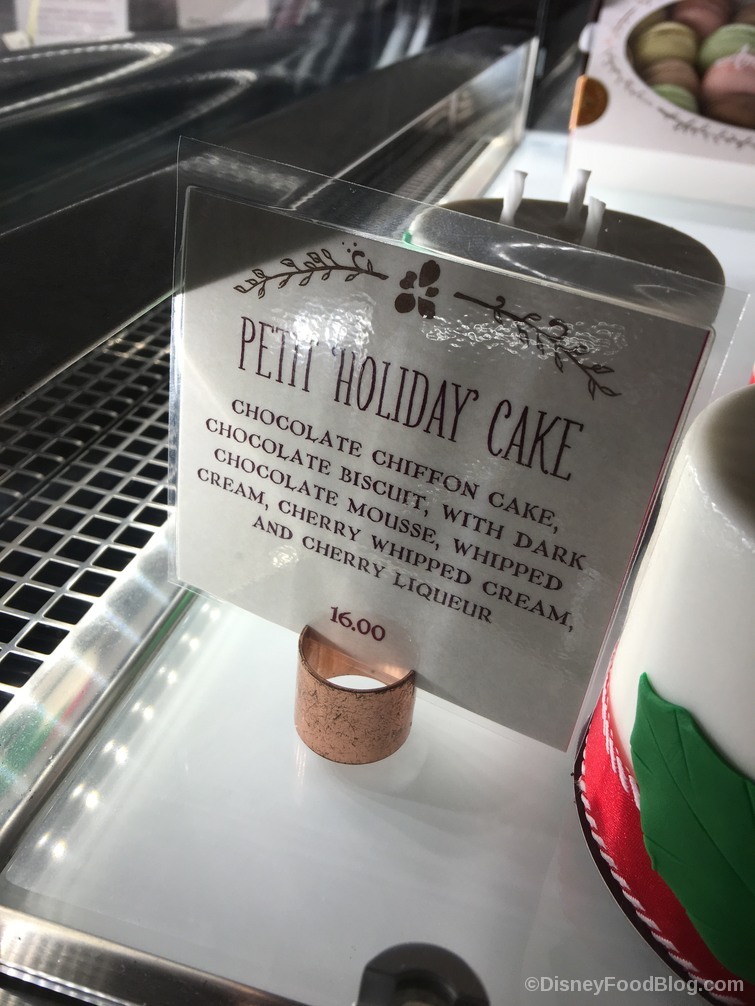 PETIT 'HOLIDAY' CAKE
CHOCOLATE CHIFFON CAKE,
CHOCOLATE BISCUIT, WITH DARK
CHOCOLATE MOUSSE, WHIPPED
CREAM, CHERRY WHIPPED CREAM,
AND CHERRY LIQUEUR
16.00
©DisneyFoodBlog.com